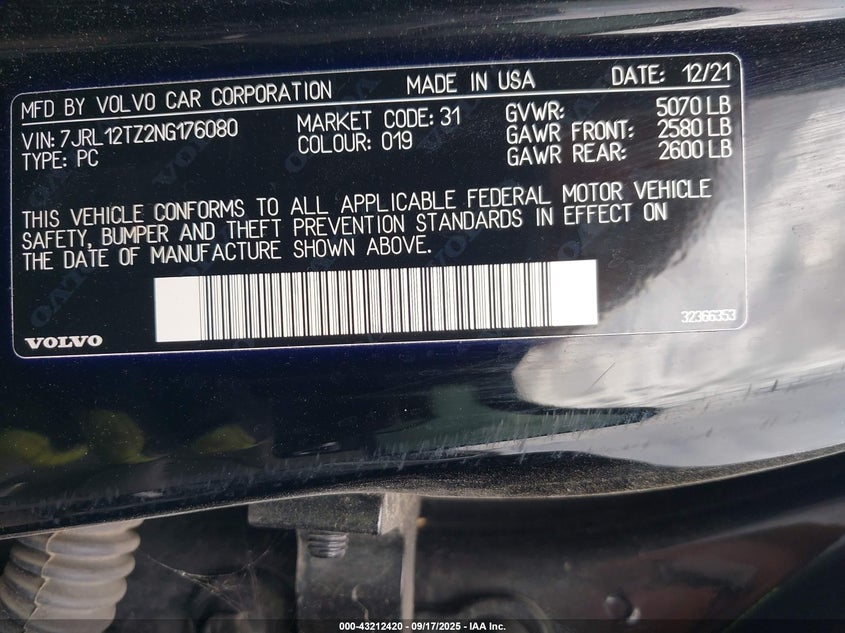 MFD BY VOLVO CAR CORPORATION MADE IN USA DATE: 12/21
VIN: 7JRL12TZ2NG176080 MARKET CODE: 31 GVWR: 5070 LB
TYPE: PC COLOUR: 019 GAWR FRONT: 2580 LB
GAWR REAR: 2600 LB
THIS VEHICLE CONFORMS TO ALL APPLICABLE FEDERAL MOTOR VEHICLE
SAFETY, BUMPER AND THEFT PREVENTION STANDARDS IN EFFECT ON
THE DATE OF MANUFACTURE SHOWN ABOVE.
VOLVO 32366353
000-43212420 | 09/17/2025 | IAA Inc.